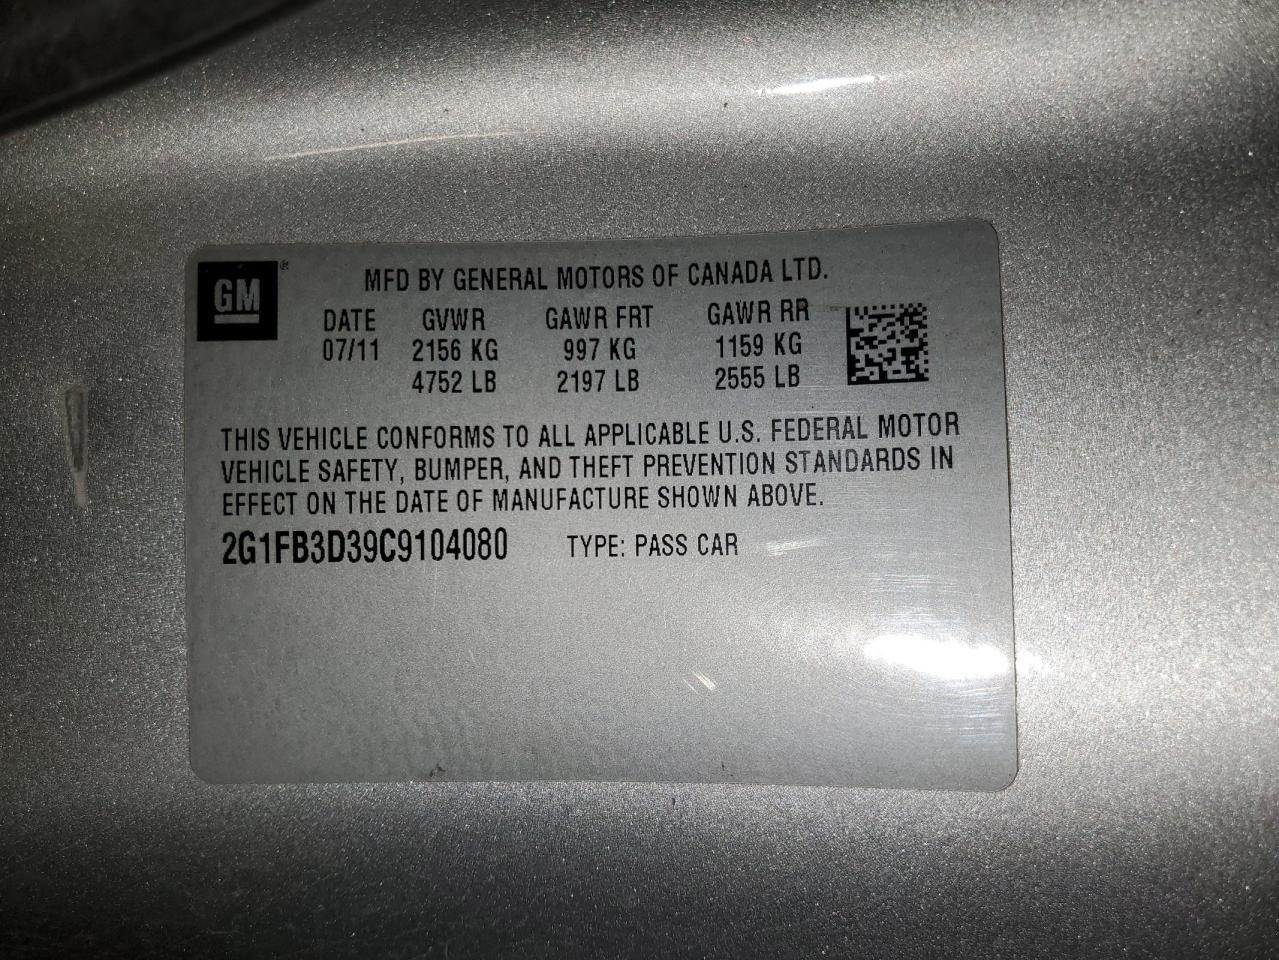 GM ®
MFD BY GENERAL MOTORS OF CANADA LTD.
DATE GVWR GAWR FRT GAWR RR
07/11 2156 KG 997 KG 1159 KG
4752 LB 2197 LB 2555 LB
THIS VEHICLE CONFORMS TO ALL APPLICABLE U.S. FEDERAL MOTOR
VEHICLE SAFETY, BUMPER, AND THEFT PREVENTION STANDARDS IN
EFFECT ON THE DATE OF MANUFACTURE SHOWN ABOVE.
2G1FB3D39C9104080 TYPE: PASS CAR